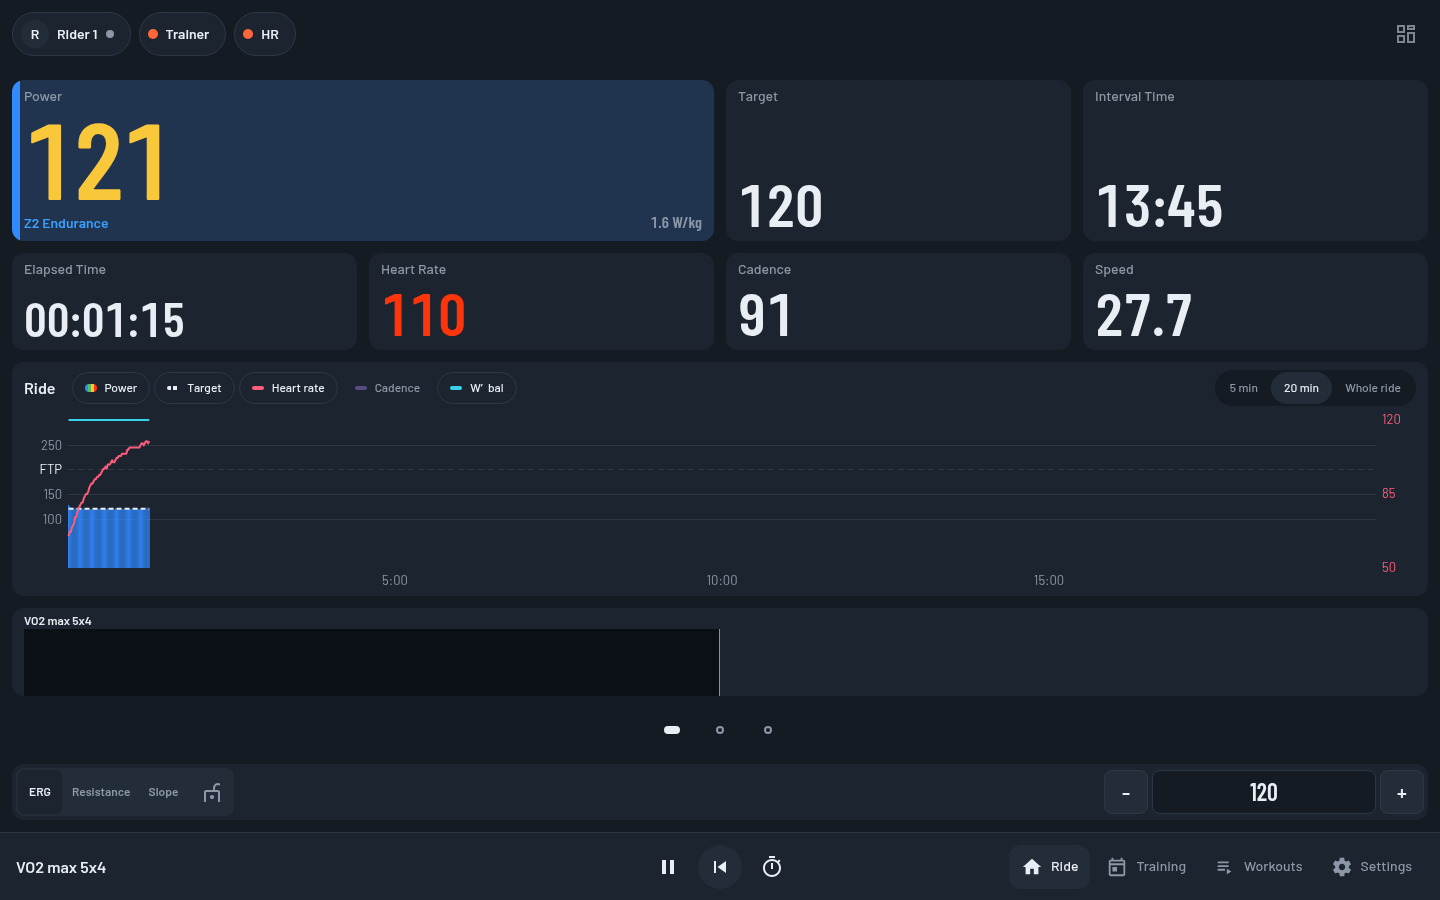 R Rider 1 Trainer HR
Power
121
Z2 Endurance
1.6 W/kg
Target
120
Interval Time
13:45
Elapsed Time
00:01:15
Heart Rate
110
Cadence
91
Speed
27.7
Ride Power Target Heart rate Cadence W' bal 5 min 20 min Whole ride
120
250
FTP
150
85
100
50
5:00 10:00 15:00
VO2 max 5x4
ERG Resistance Slope - 120 +
VO2 max 5x4 Ride Training Workouts Settings